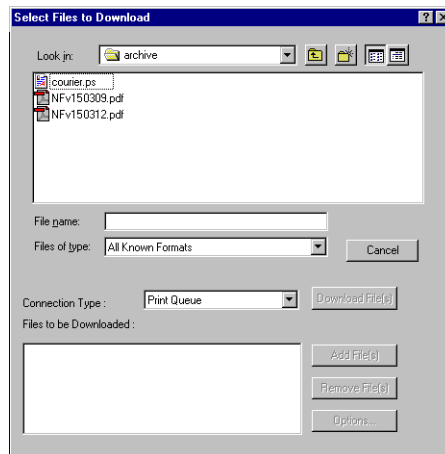 Select Files to Download
Look in: archive
courier.ps
NFv150309.pdf
NFv150312.pdf
File name:
Files of type: All Known Formats
Cancel
Connection Type : Print Queue Download File(s)
Files to be Downloaded :
Add File(s)
Remove File(s)
Options...